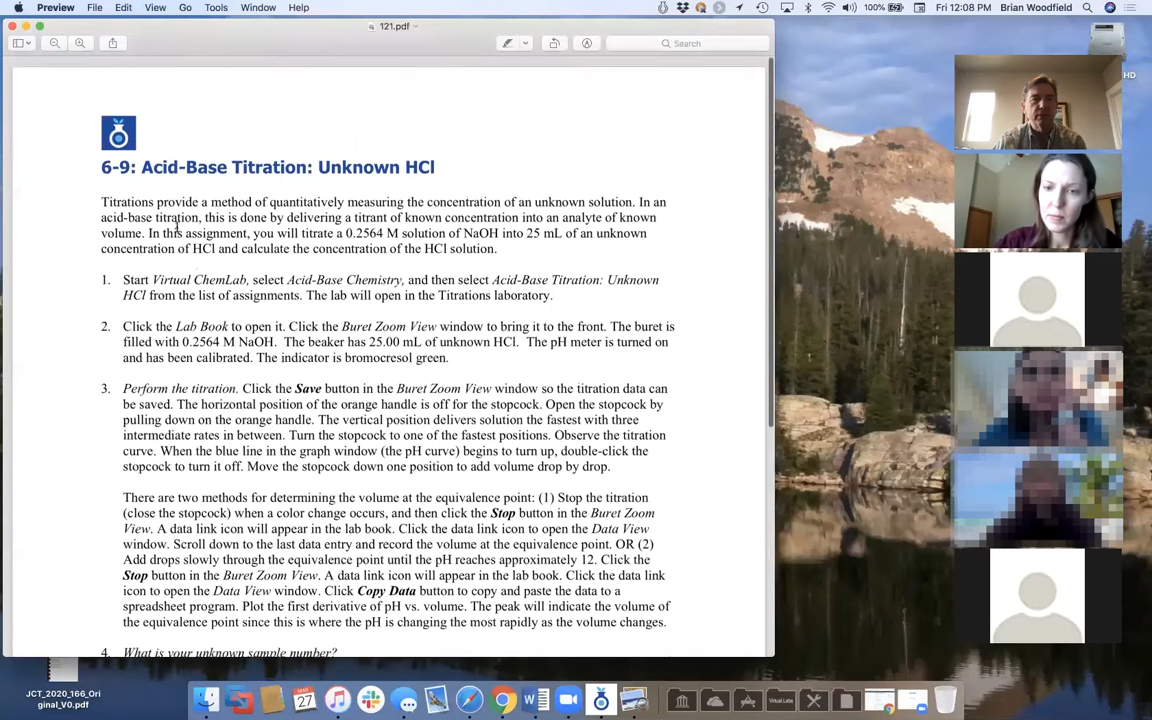 Preview File Edit View Go Tools Window Help
100% Fri 12:08 PM Brian Woodfield
121.pdf
Search
HD
6-9: Acid-Base Titration: Unknown HCl
Titrations provide a method of quantitatively measuring the concentration of an unknown solution. In an
acid-base titration, this is done by delivering a titrant of known concentration into an analyte of known
volume. In this assignment, you will titrate a 0.2564 M solution of NaOH into 25 mL of an unknown
concentration of HCl and calculate the concentration of the HCl solution.
1. Start Virtual ChemLab, select Acid-Base Chemistry, and then select Acid-Base Titration: Unknown
HCl from the list of assignments. The lab will open in the Titrations laboratory.
2. Click the Lab Book to open it. Click the Buret Zoom View window to bring it to the front. The buret is
filled with 0.2564 M NaOH. The beaker has 25.00 mL of unknown HCl. The pH meter is turned on
and has been calibrated. The indicator is bromocresol green.
3. Perform the titration. Click the Save button in the Buret Zoom View window so the titration data can
be saved. The horizontal position of the orange handle is off for the stopcock. Open the stopcock by
pulling down on the orange handle. The vertical position delivers solution the fastest with three
intermediate rates in between. Turn the stopcock to one of the fastest positions. Observe the titration
curve. When the blue line in the graph window (the pH curve) begins to turn up, double-click the
stopcock to turn it off. Move the stopcock down one position to add volume drop by drop.
There are two methods for determining the volume at the equivalence point: (1) Stop the titration
(close the stopcock) when a color change occurs, and then click the Stop button in the Buret Zoom
View. A data link icon will appear in the lab book. Click the data link icon to open the Data View
window. Scroll down to the last data entry and record the volume at the equivalence point. OR (2)
Add drops slowly through the equivalence point until the pH reaches approximately 12. Click the
Stop button in the Buret Zoom View. A data link icon will appear in the lab book. Click the data link
icon to open the Data View window. Click Copy Data button to copy and paste the data to a
spreadsheet program. Plot the first derivative of pH vs. volume. The peak will indicate the volume of
the equivalence point since this is where the pH is changing the most rapidly as the volume changes.
4. What is your unknown sample number?
JCT_2020_166_Ori
ginal_V0.pdf
MAR
27
Virtual Labs